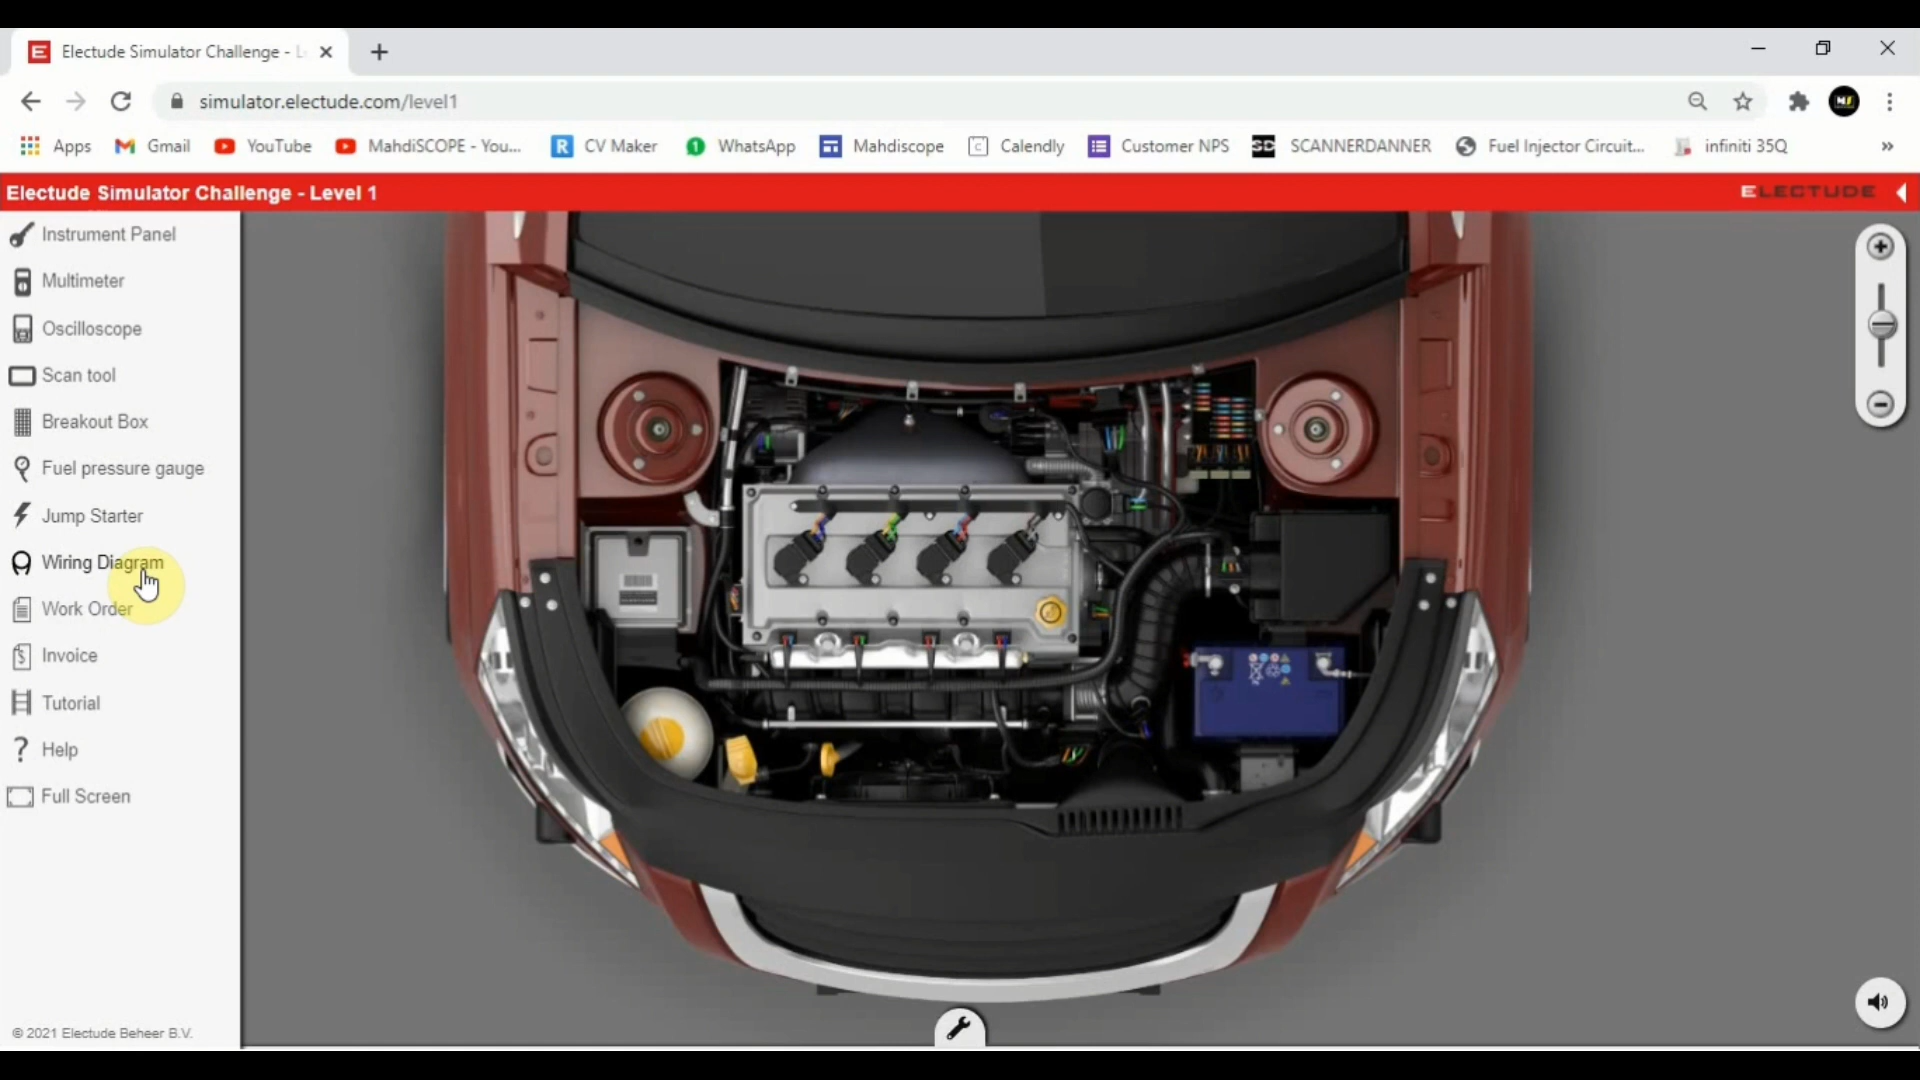 Electude Simulator Challenge - L
simulator.electude.com/level1
Apps Gmail YouTube MahdiSCOPE - You... R CV Maker 1 WhatsApp Mahdiscope Calendly Customer NPS SD SCANNERDANNER Fuel Injector Circuit... infiniti 35Q »
Electude Simulator Challenge - Level 1
ELECTUDE
Instrument Panel
Multimeter
Oscilloscope
Scan tool
Breakout Box
Fuel pressure gauge
Jump Starter
Wiring Diagram
Work Order
Invoice
Tutorial
Help
Full Screen
© 2021 Electude Beheer B.V.